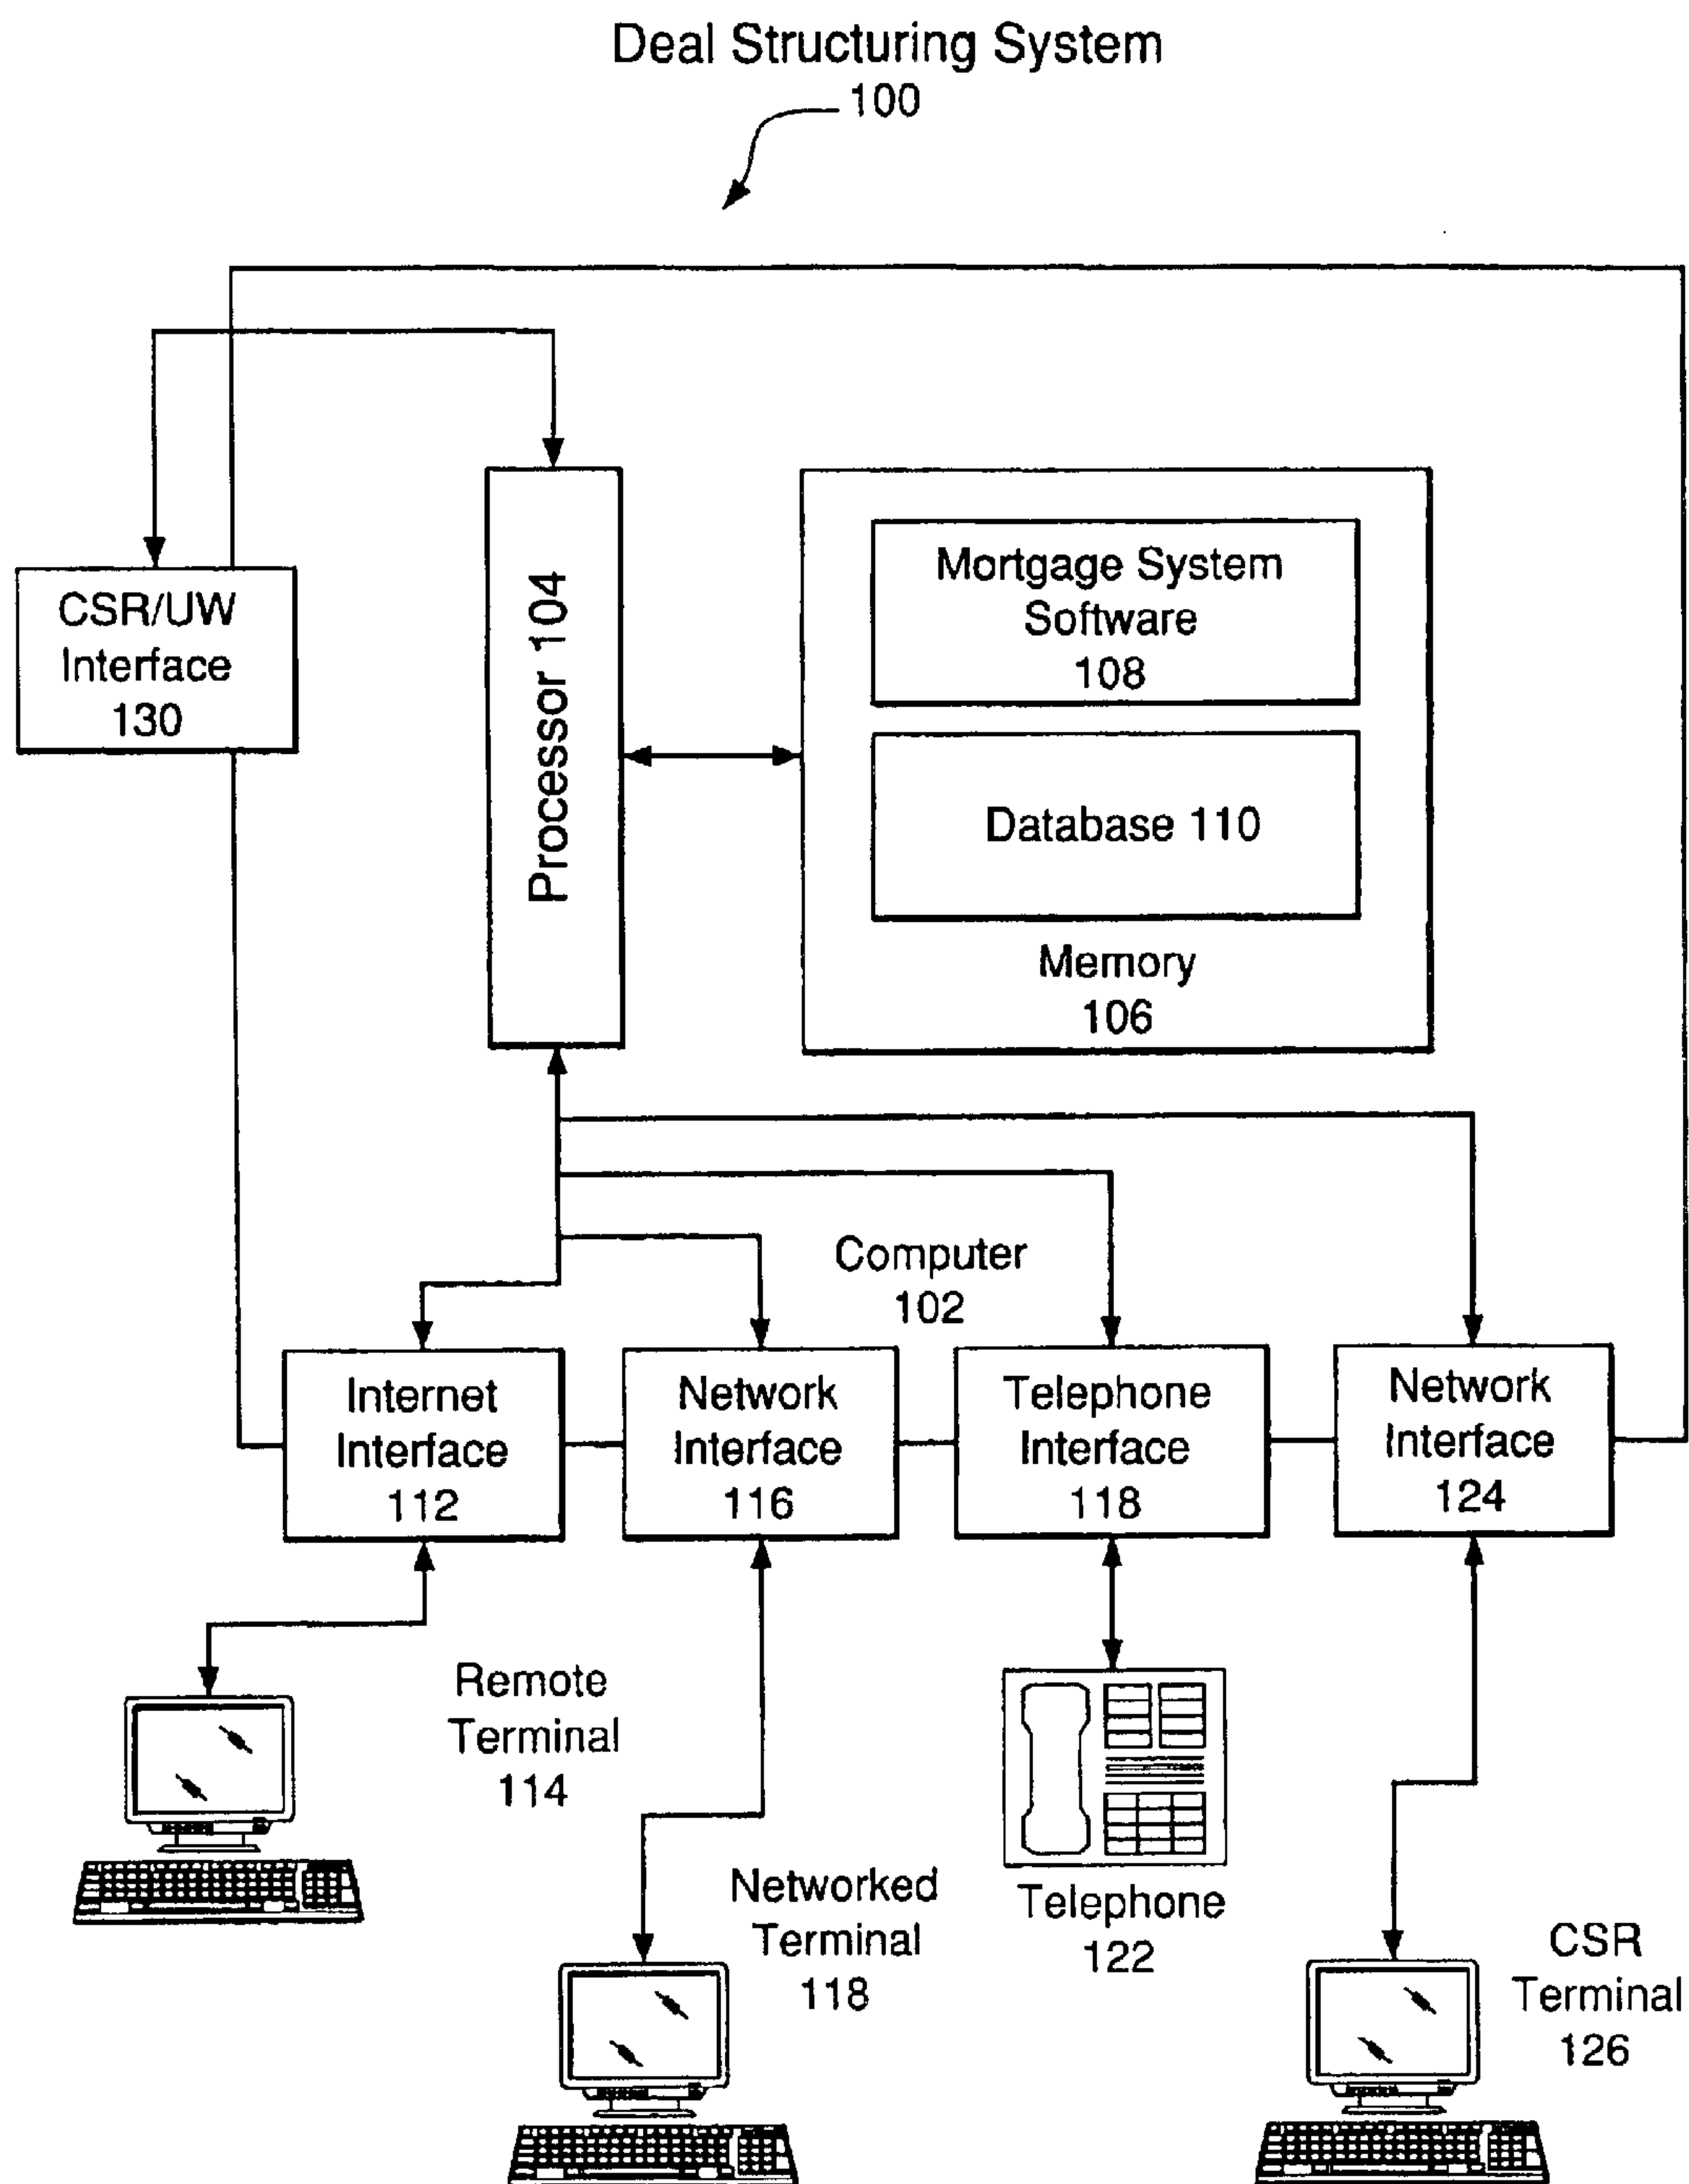 Deal Structuring System
100
CSR/UW
Interface
130
Processor 104
Mortgage System
Software
108
Database 110
Memory
106
Computer
102
Internet
Interface
112
Network
Interface
116
Telephone
Interface
118
Network
Interface
124
Remote
Terminal
114
Networked
Terminal
118
Telephone
122
CSR
Terminal
126